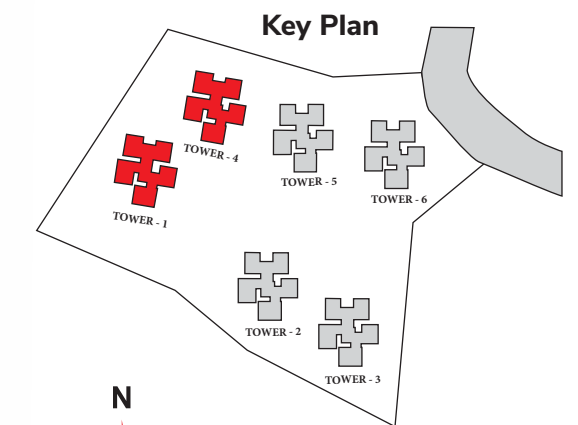 Key Plan
TOWER - 4
TOWER - 5
TOWER - 6
TOWER - 1
TOWER - 2
TOWER - 3
N